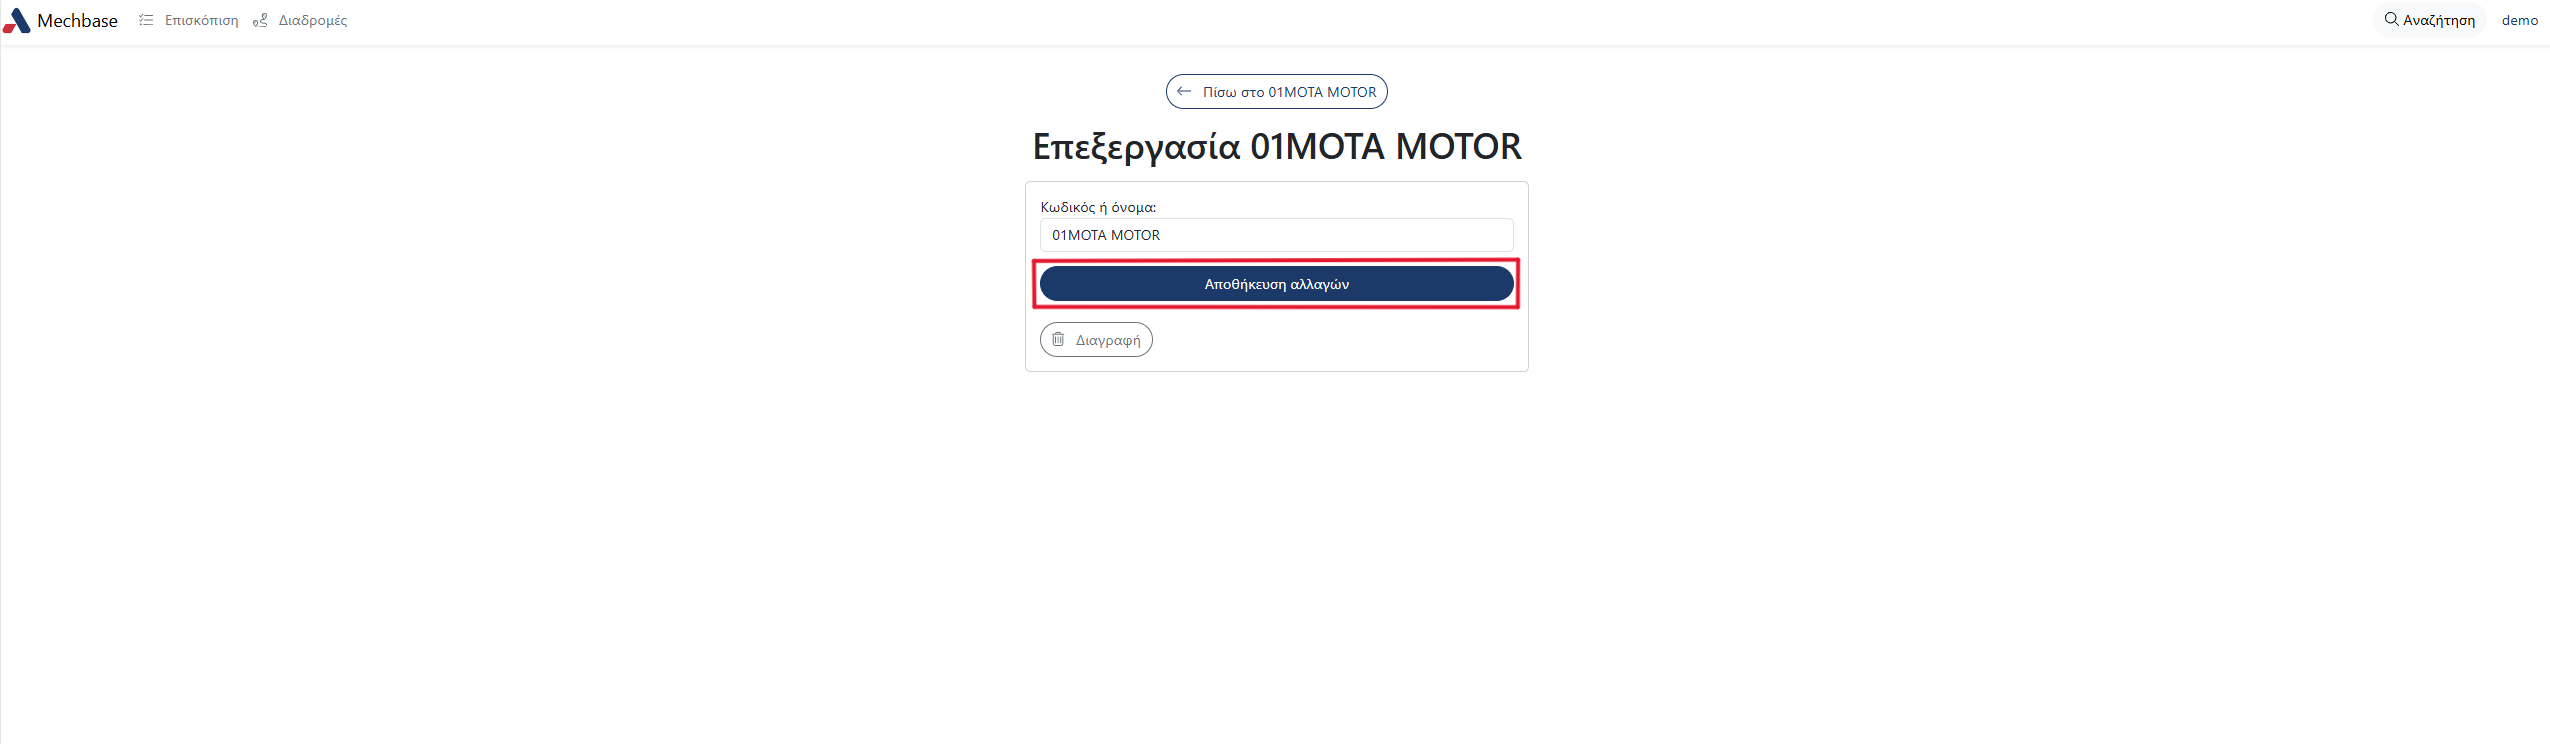 Mechbase Επισκόπιση Διαδρομές Αναζήτηση demo
Πίσω στο 01MOTA MOTOR
Επεξεργασία 01MOTA MOTOR
Κωδικός ή όνομα:
01MOTA MOTOR
Αποθήκευση αλλαγών
Διαγραφή